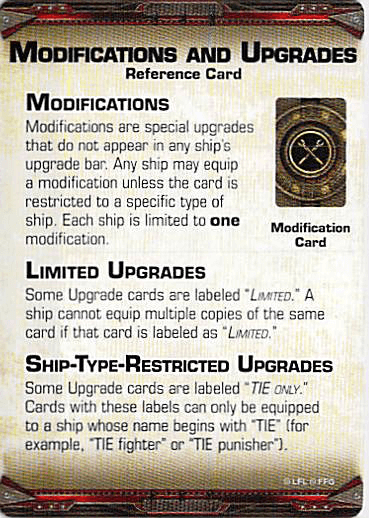 Modifications and Upgrades
Reference Card
Modifications
Modifications are special upgrades
that do not appear in any ship's
upgrade bar. Any ship may equip
a modification unless the card is
restricted to a specific type of
ship. Each ship is limited to one
modification.
Modification
Card
Limited Upgrades
Some Upgrade cards are labeled "Limited." A
ship cannot equip multiple copies of the same
card if that card is labeled as "Limited."
Ship-Type-Restricted Upgrades
Some Upgrade cards are labeled "TIE only."
Cards with these labels can only be equipped
to a ship whose name begins with "TIE" (for
example, "TIE fighter" or "TIE punisher").
© LFL © FFG